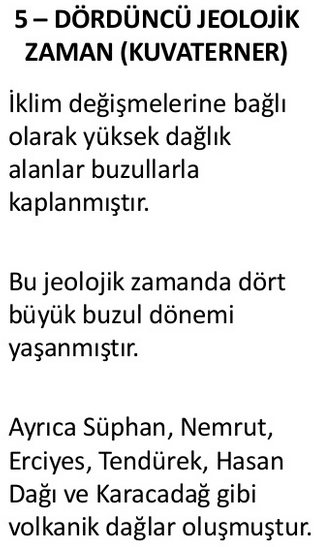 5 – DÖRDÜNCÜ JEOLOJİK
ZAMAN (KUVATERNER)
İklim değişmelerine bağlı
olarak yüksek dağlık
alanlar buzullarla
kaplanmıştır.
Bu jeolojik zamanda dört
büyük buzul dönemi
yaşanmıştır.
Ayrıca Süphan, Nemrut,
Erciyes, Tendürek, Hasan
Dağı ve Karacadağ gibi
volkanik dağlar oluşmuştur.